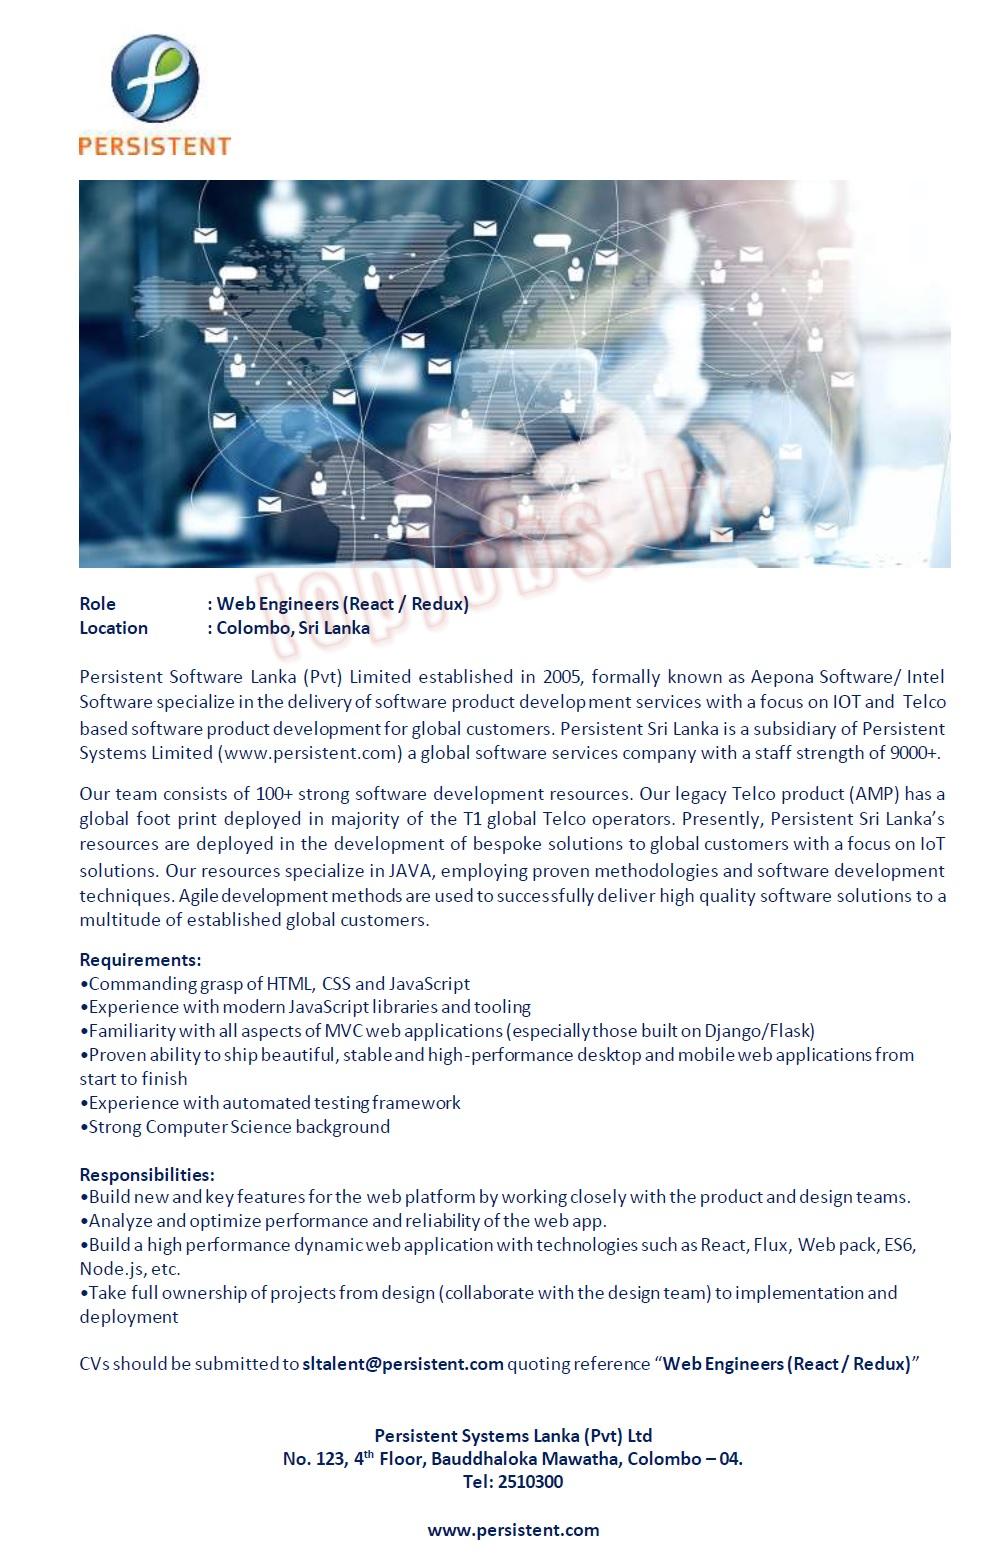 PERSISTENT
topjobs.lk
Role : Web Engineers (React / Redux)
Location : Colombo, Sri Lanka
Persistent Software Lanka (Pvt) Limited established in 2005, formally known as Aepona Software/ Intel
Software specialize in the delivery of software product development services with a focus on IOT and Telco
based software product development for global customers. Persistent Sri Lanka is a subsidiary of Persistent
Systems Limited (www.persistent.com) a global software services company with a staff strength of 9000+.
Our team consists of 100+ strong software development resources. Our legacy Telco product (AMP) has a
global foot print deployed in majority of the T1 global Telco operators. Presently, Persistent Sri Lanka’s
resources are deployed in the development of bespoke solutions to global customers with a focus on IoT
solutions. Our resources specialize in JAVA, employing proven methodologies and software development
techniques. Agile development methods are used to successfully deliver high quality software solutions to a
multitude of established global customers.
Requirements:
•Commanding grasp of HTML, CSS and JavaScript
•Experience with modern JavaScript libraries and tooling
•Familiarity with all aspects of MVC web applications (especially those built on Django/Flask)
•Proven ability to ship beautiful, stable and high-performance desktop and mobile web applications from
start to finish
•Experience with automated testing framework
•Strong Computer Science background
Responsibilities:
•Build new and key features for the web platform by working closely with the product and design teams.
•Analyze and optimize performance and reliability of the web app.
•Build a high performance dynamic web application with technologies such as React, Flux, Web pack, ES6,
Node.js, etc.
•Take full ownership of projects from design (collaborate with the design team) to implementation and
deployment
CVs should be submitted to sltalent@persistent.com quoting reference “Web Engineers (React / Redux)”
Persistent Systems Lanka (Pvt) Ltd
No. 123, 4th Floor, Bauddhaloka Mawatha, Colombo – 04.
Tel: 2510300
www.persistent.com